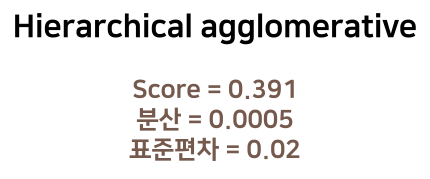 Hierarchical agglomerative
Score = 0.391
분산 = 0.0005
표준편차 = 0.02